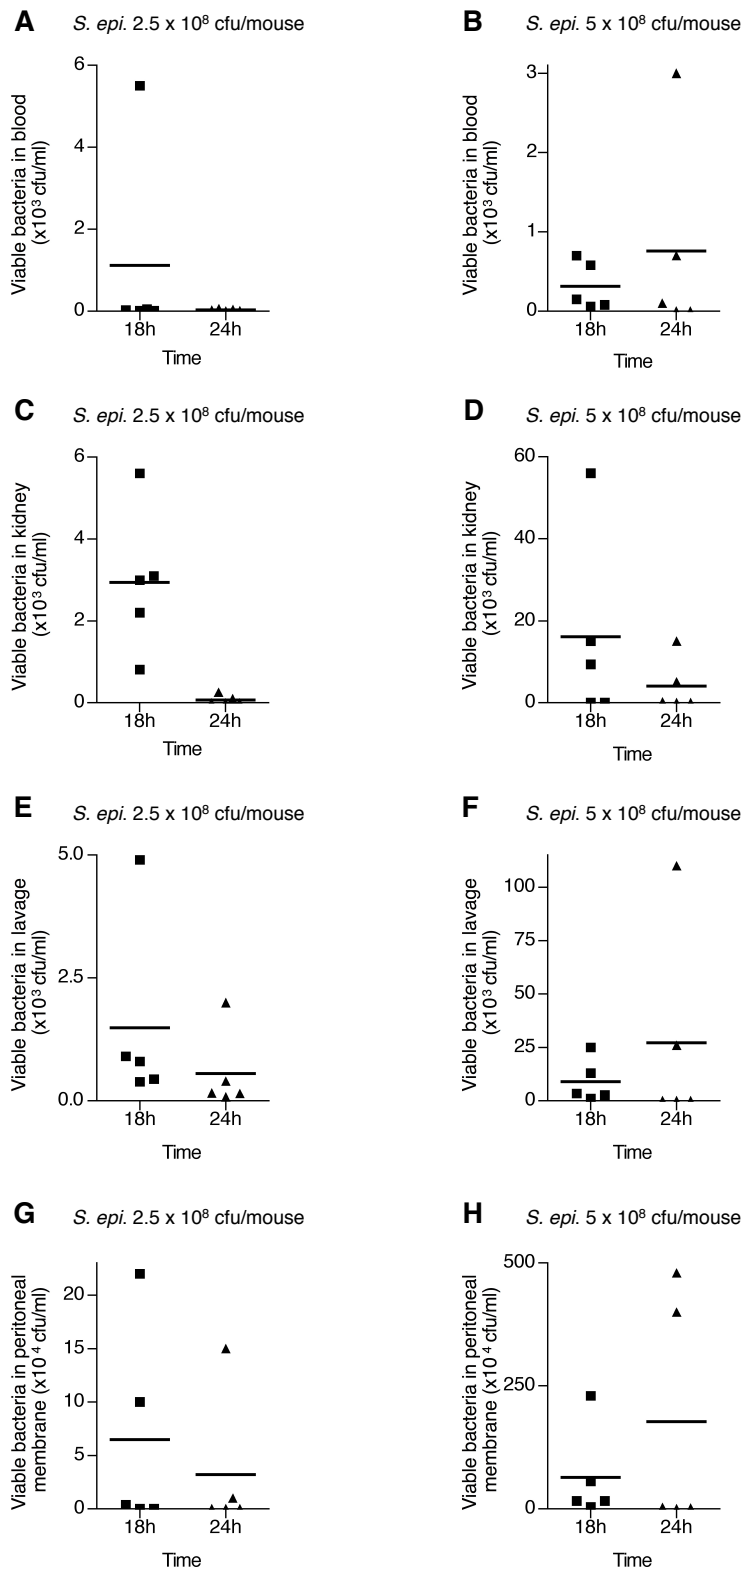 A S. epi. 2.5 x 10⁸ cfu/mouse
Viable bacteria in blood
(x10³ cfu/ml)
6
4
2
0
18h 24h
Time
B S. epi. 5 x 10⁸ cfu/mouse
Viable bacteria in blood
(x10³ cfu/ml)
3
2
1
0
18h 24h
Time
C S. epi. 2.5 x 10⁸ cfu/mouse
Viable bacteria in kidney
(x10³ cfu/ml)
6
4
2
0
18h 24h
Time
D S. epi. 5 x 10⁸ cfu/mouse
Viable bacteria in kidney
(x10³ cfu/ml)
60
40
20
0
18h 24h
Time
E S. epi. 2.5 x 10⁸ cfu/mouse
Viable bacteria in lavage
(x10³ cfu/ml)
5.0
2.5
0.0
18h 24h
Time
F S. epi. 5 x 10⁸ cfu/mouse
Viable bacteria in lavage
(x10³ cfu/ml)
100
75
50
25
0
18h 24h
Time
G S. epi. 2.5 x 10⁸ cfu/mouse
Viable bacteria in peritoneal
membrane (x10⁴ cfu/ml)
20
15
10
5
0
18h 24h
Time
H S. epi. 5 x 10⁸ cfu/mouse
Viable bacteria in peritoneal
membrane (x10⁴ cfu/ml)
500
250
0
18h 24h
Time